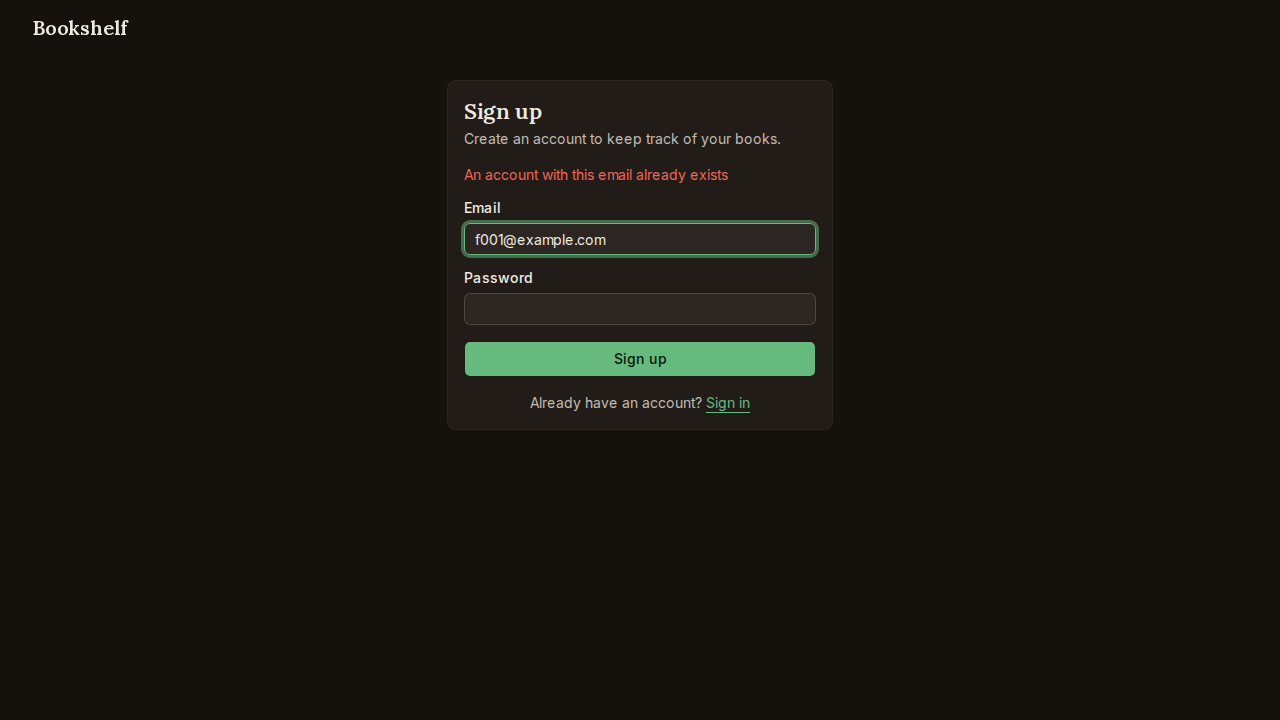 Bookshelf
Sign up
Create an account to keep track of your books.
An account with this email already exists
Email
f001@example.com
Password
Sign up
Already have an account? Sign in